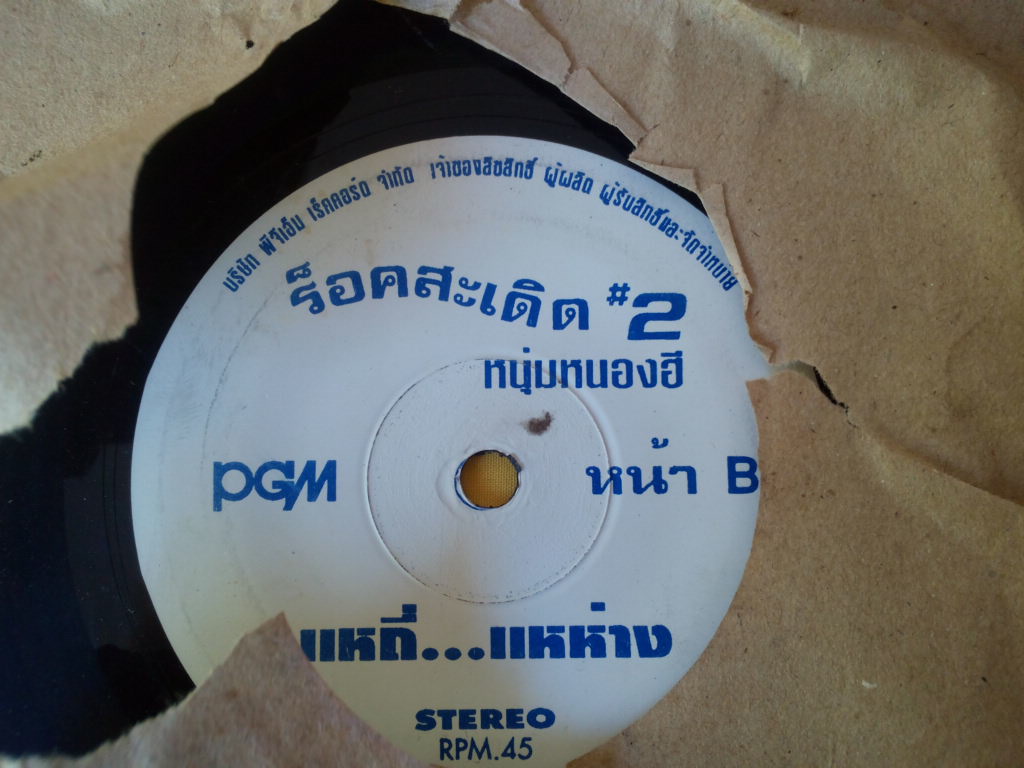 บริษัท พีจีเอ็ม เร็คคอร์ด จำกัด เจ้าของลิขสิทธิ์ ผู้ผลิต ผู้รับสิทธิ์และจัดจำหน่าย
ร็อคสะเดิด #2
หนุ่มหนองฮี
PGM
หน้า B
แหถี่...แหห่าง
STEREO
RPM.45